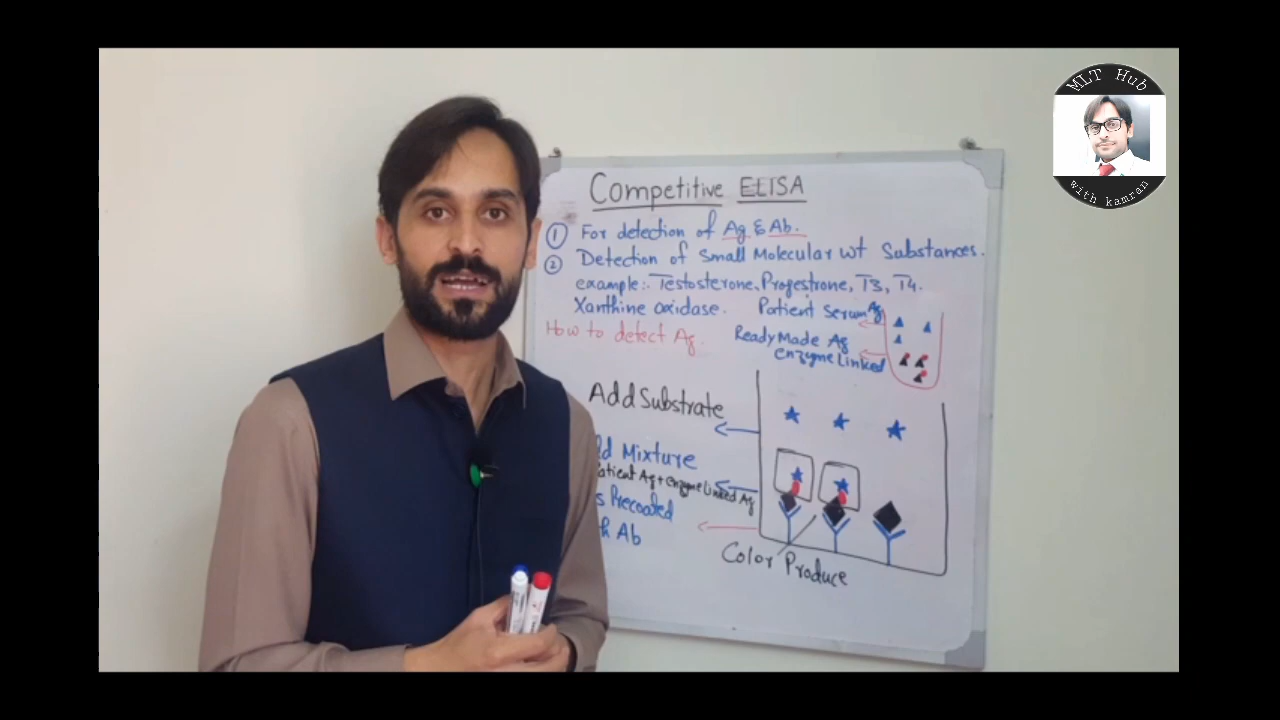 MLT Hub
with kamran
Competitive ELISA
① For detection of Ag & Ab.
② Detection of Small Molecular wt Substances.
example:- Testosterone, Progestrone, T3, T4.
Xanthine oxidase.
Patient Serum Ag
How to detect Ag.
Ready Made Ag
enzyme Linked
Add Substrate
Mixture
Patient Ag + enzyme Linked Ag
Precoated
Ab
Color Produce